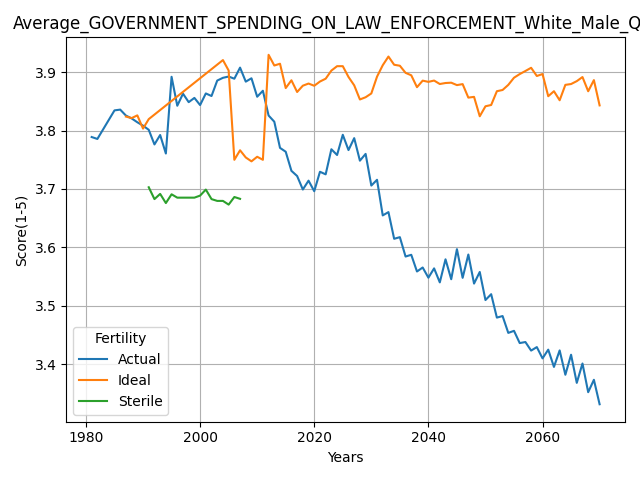 Average_GOVERNMENT_SPENDING_ON_LAW_ENFORCEMENT_White_Male_Q
3.9
3.8
3.7
3.6
3.5
3.4
Score(1-5)
Fertility
Actual
Ideal
Sterile
1980 2000 2020 2040 2060
Years